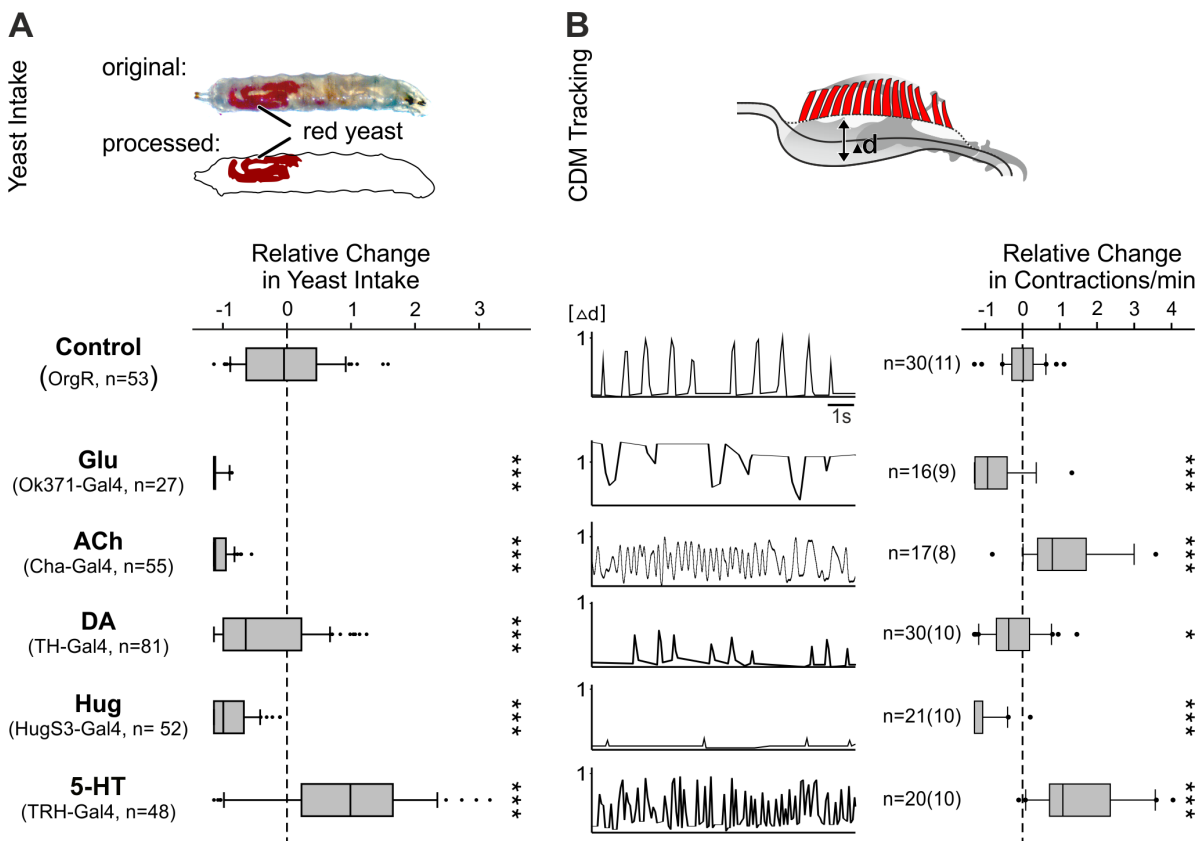 A
Yeast Intake
original:
red yeast
processed:
Relative Change
in Yeast Intake
-1 0 1 2 3
Control
(OrgR, n=53)
Glu
(Ok371-Gal4, n=27)
***
ACh
(Cha-Gal4, n=55)
***
DA
(TH-Gal4, n=81)
***
Hug
(HugS3-Gal4, n= 52)
***
5-HT
(TRH-Gal4, n=48)
***
B
CDM Tracking
△d
Relative Change
in Contractions/min
[△d]
-1 0 1 2 3 4
1
1s
n=30(11)
1
n=16(9)
***
1
n=17(8)
***
1
n=30(10)
*
1
n=21(10)
***
1
n=20(10)
***